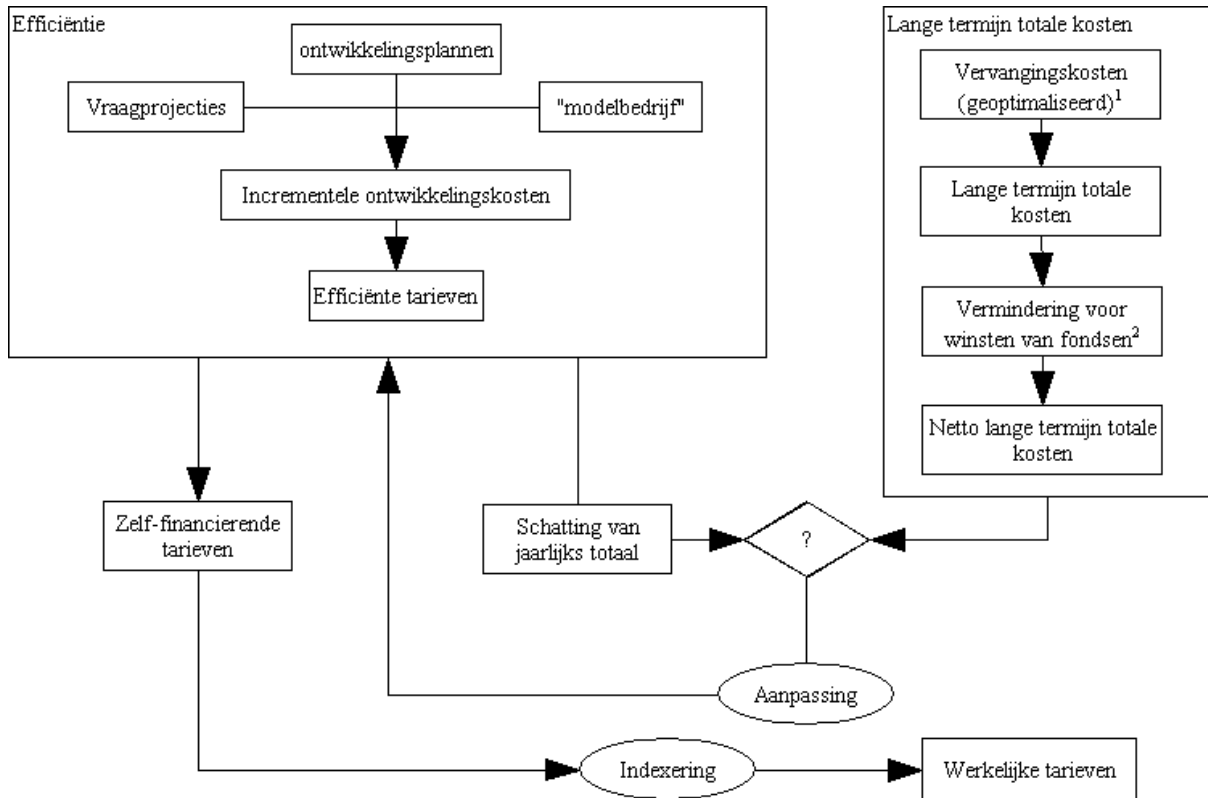 Efficiëntie
ontwikkelingsplannen
Vraagprojecties
"modelbedrijf"
Incrementele ontwikkelingskosten
Efficiënte tarieven
Lange termijn totale kosten
Vervangingskosten
(geoptimaliseerd)1
Lange termijn totale
kosten
Vermindering voor
winsten van fondsen2
Netto lange termijn totale
kosten
Zelf-financierende
tarieven
Schatting van
jaarlijks totaal
?
Aanpassing
Indexering
Werkelijke tarieven